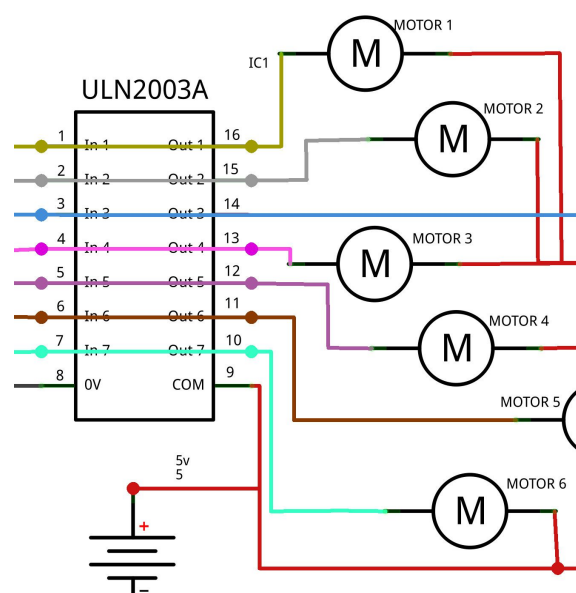 MOTOR 1
M
IC1
ULN2003A
MOTOR 2
M
1 In 1 Out 1 16
2 In 2 Out 2 15
3 In 3 Out 3 14
4 In 4 Out 4 13
MOTOR 3
M
5 In 5 Out 5 12
6 In 6 Out 6 11
MOTOR 4
M
7 In 7 Out 7 10
8 0V COM 9
MOTOR 5
5v
5
MOTOR 6
M
+
−